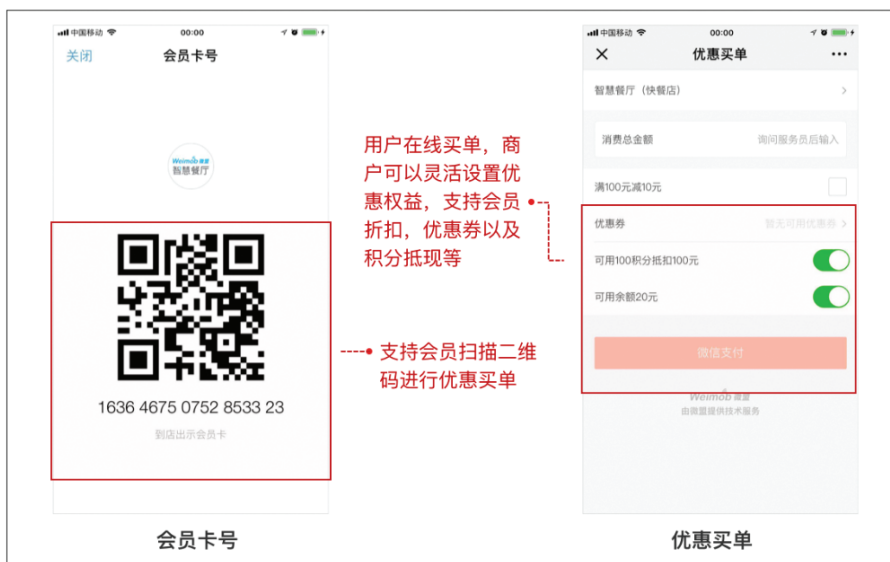 中国移动
00:00
关闭
会员卡号
Weimob 微盟
智慧餐厅
1636 4675 0752 8533 23
到店出示会员卡
会员卡号
用户在线买单，商
户可以灵活设置优
惠权益，支持会员
折扣，优惠券以及
积分抵现等
支持会员扫描二维
码进行优惠买单
中国移动
00:00
优惠买单
智慧餐厅（快餐店）
消费总金额
询问服务员后输入
满100元减10元
优惠券
暂无可用优惠券
可用100积分抵扣100元
可用余额20元
微信支付
Weimob 微盟
由微盟提供技术服务
优惠买单